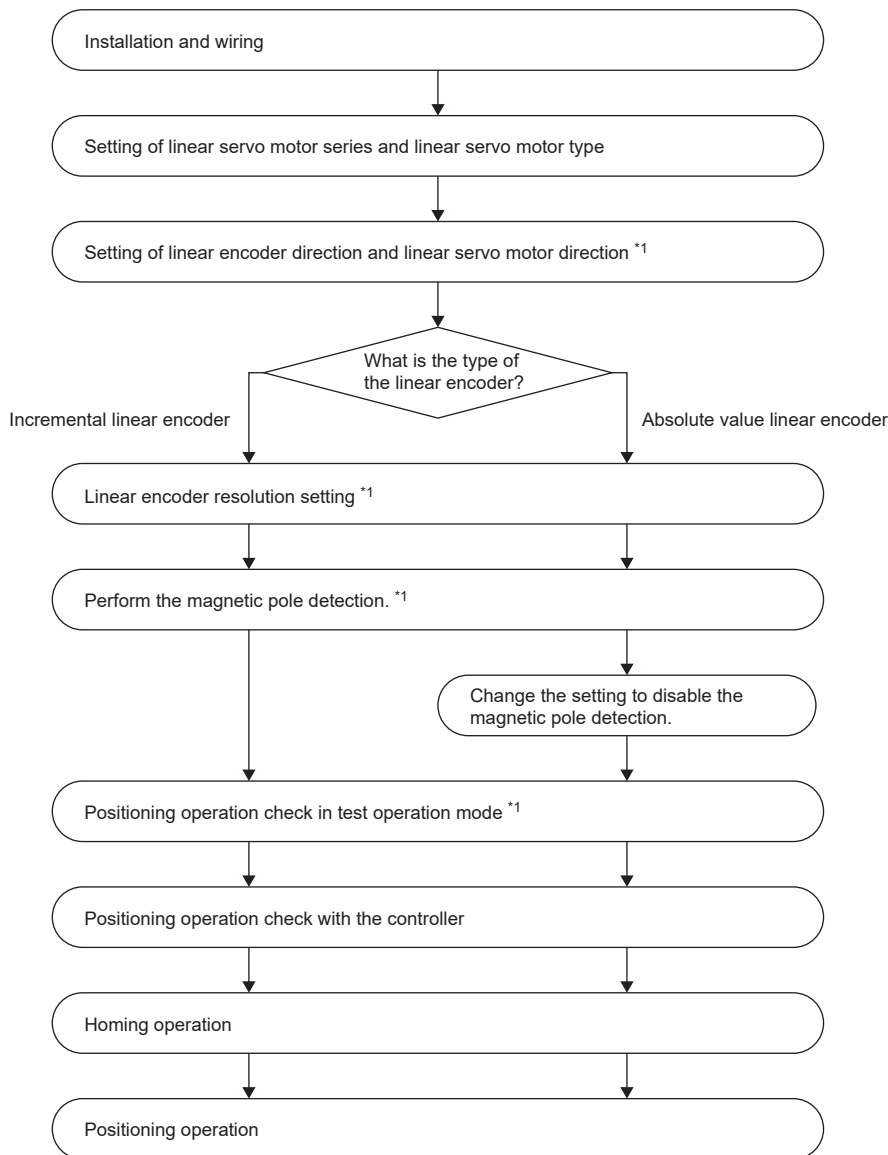 Installation and wiring
Setting of linear servo motor series and linear servo motor type
Setting of linear encoder direction and linear servo motor direction *1
What is the type of
the linear encoder?
Incremental linear encoder
Absolute value linear encoder
Linear encoder resolution setting *1
Perform the magnetic pole detection. *1
Change the setting to disable the
magnetic pole detection.
Positioning operation check in test operation mode *1
Positioning operation check with the controller
Homing operation
Positioning operation